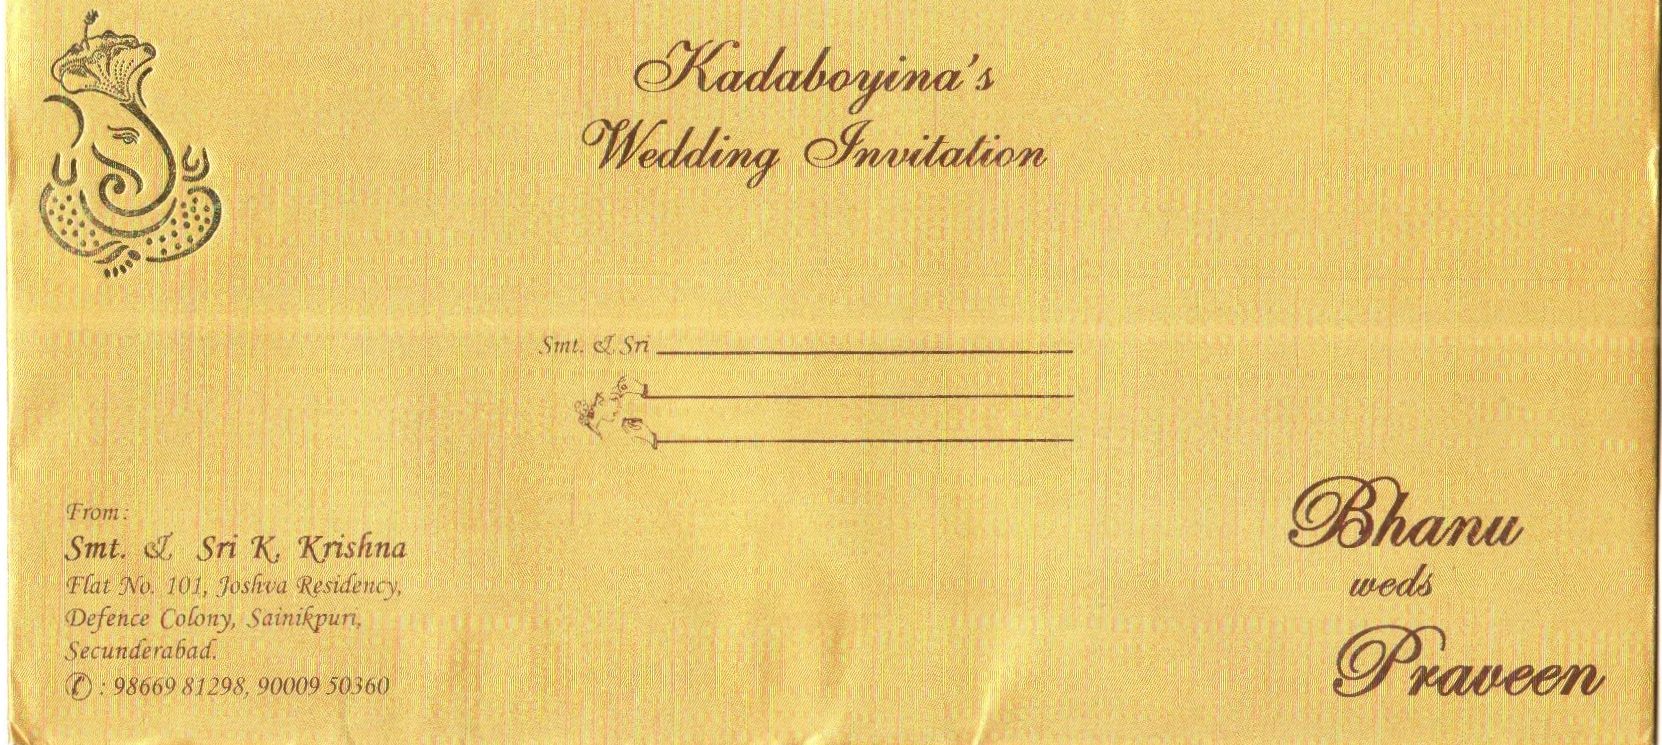 Kadaboyina's
Wedding Invitation
Smt. & Sri
From:
Smt. & Sri K. Krishna
Flat No. 101, Joshva Residency,
Defence Colony, Sainikpuri,
Secunderabad.
✆ : 98669 81298, 90009 50360
Bhanu
weds
Praveen